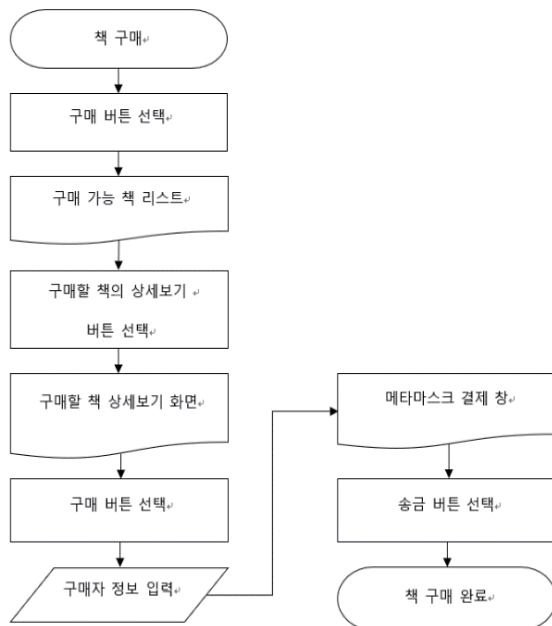 책 구매
구매 버튼 선택
구매 가능 책 리스트
구매할 책의 상세보기
버튼 선택
구매할 책 상세보기 화면
구매 버튼 선택
구매자 정보 입력
메타마스크 결제 창
송금 버튼 선택
책 구매 완료